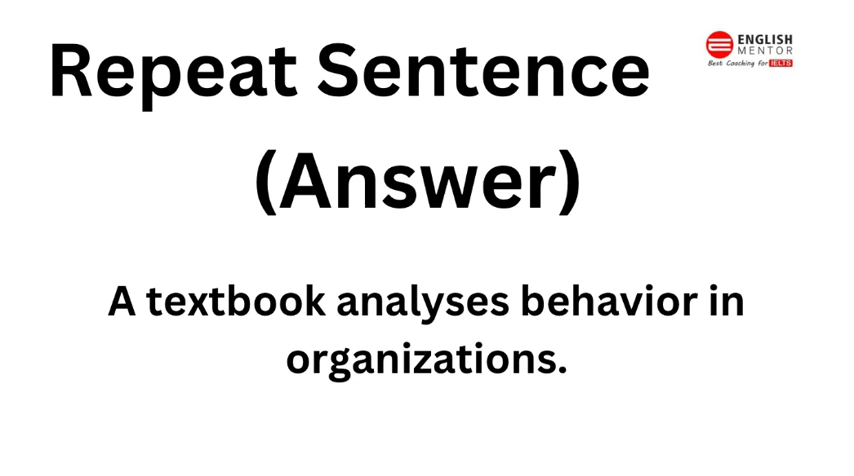 Repeat Sentence
ENGLISH
MENTOR
Best Coaching For IELTS
(Answer)
A textbook analyses behavior in
organizations.